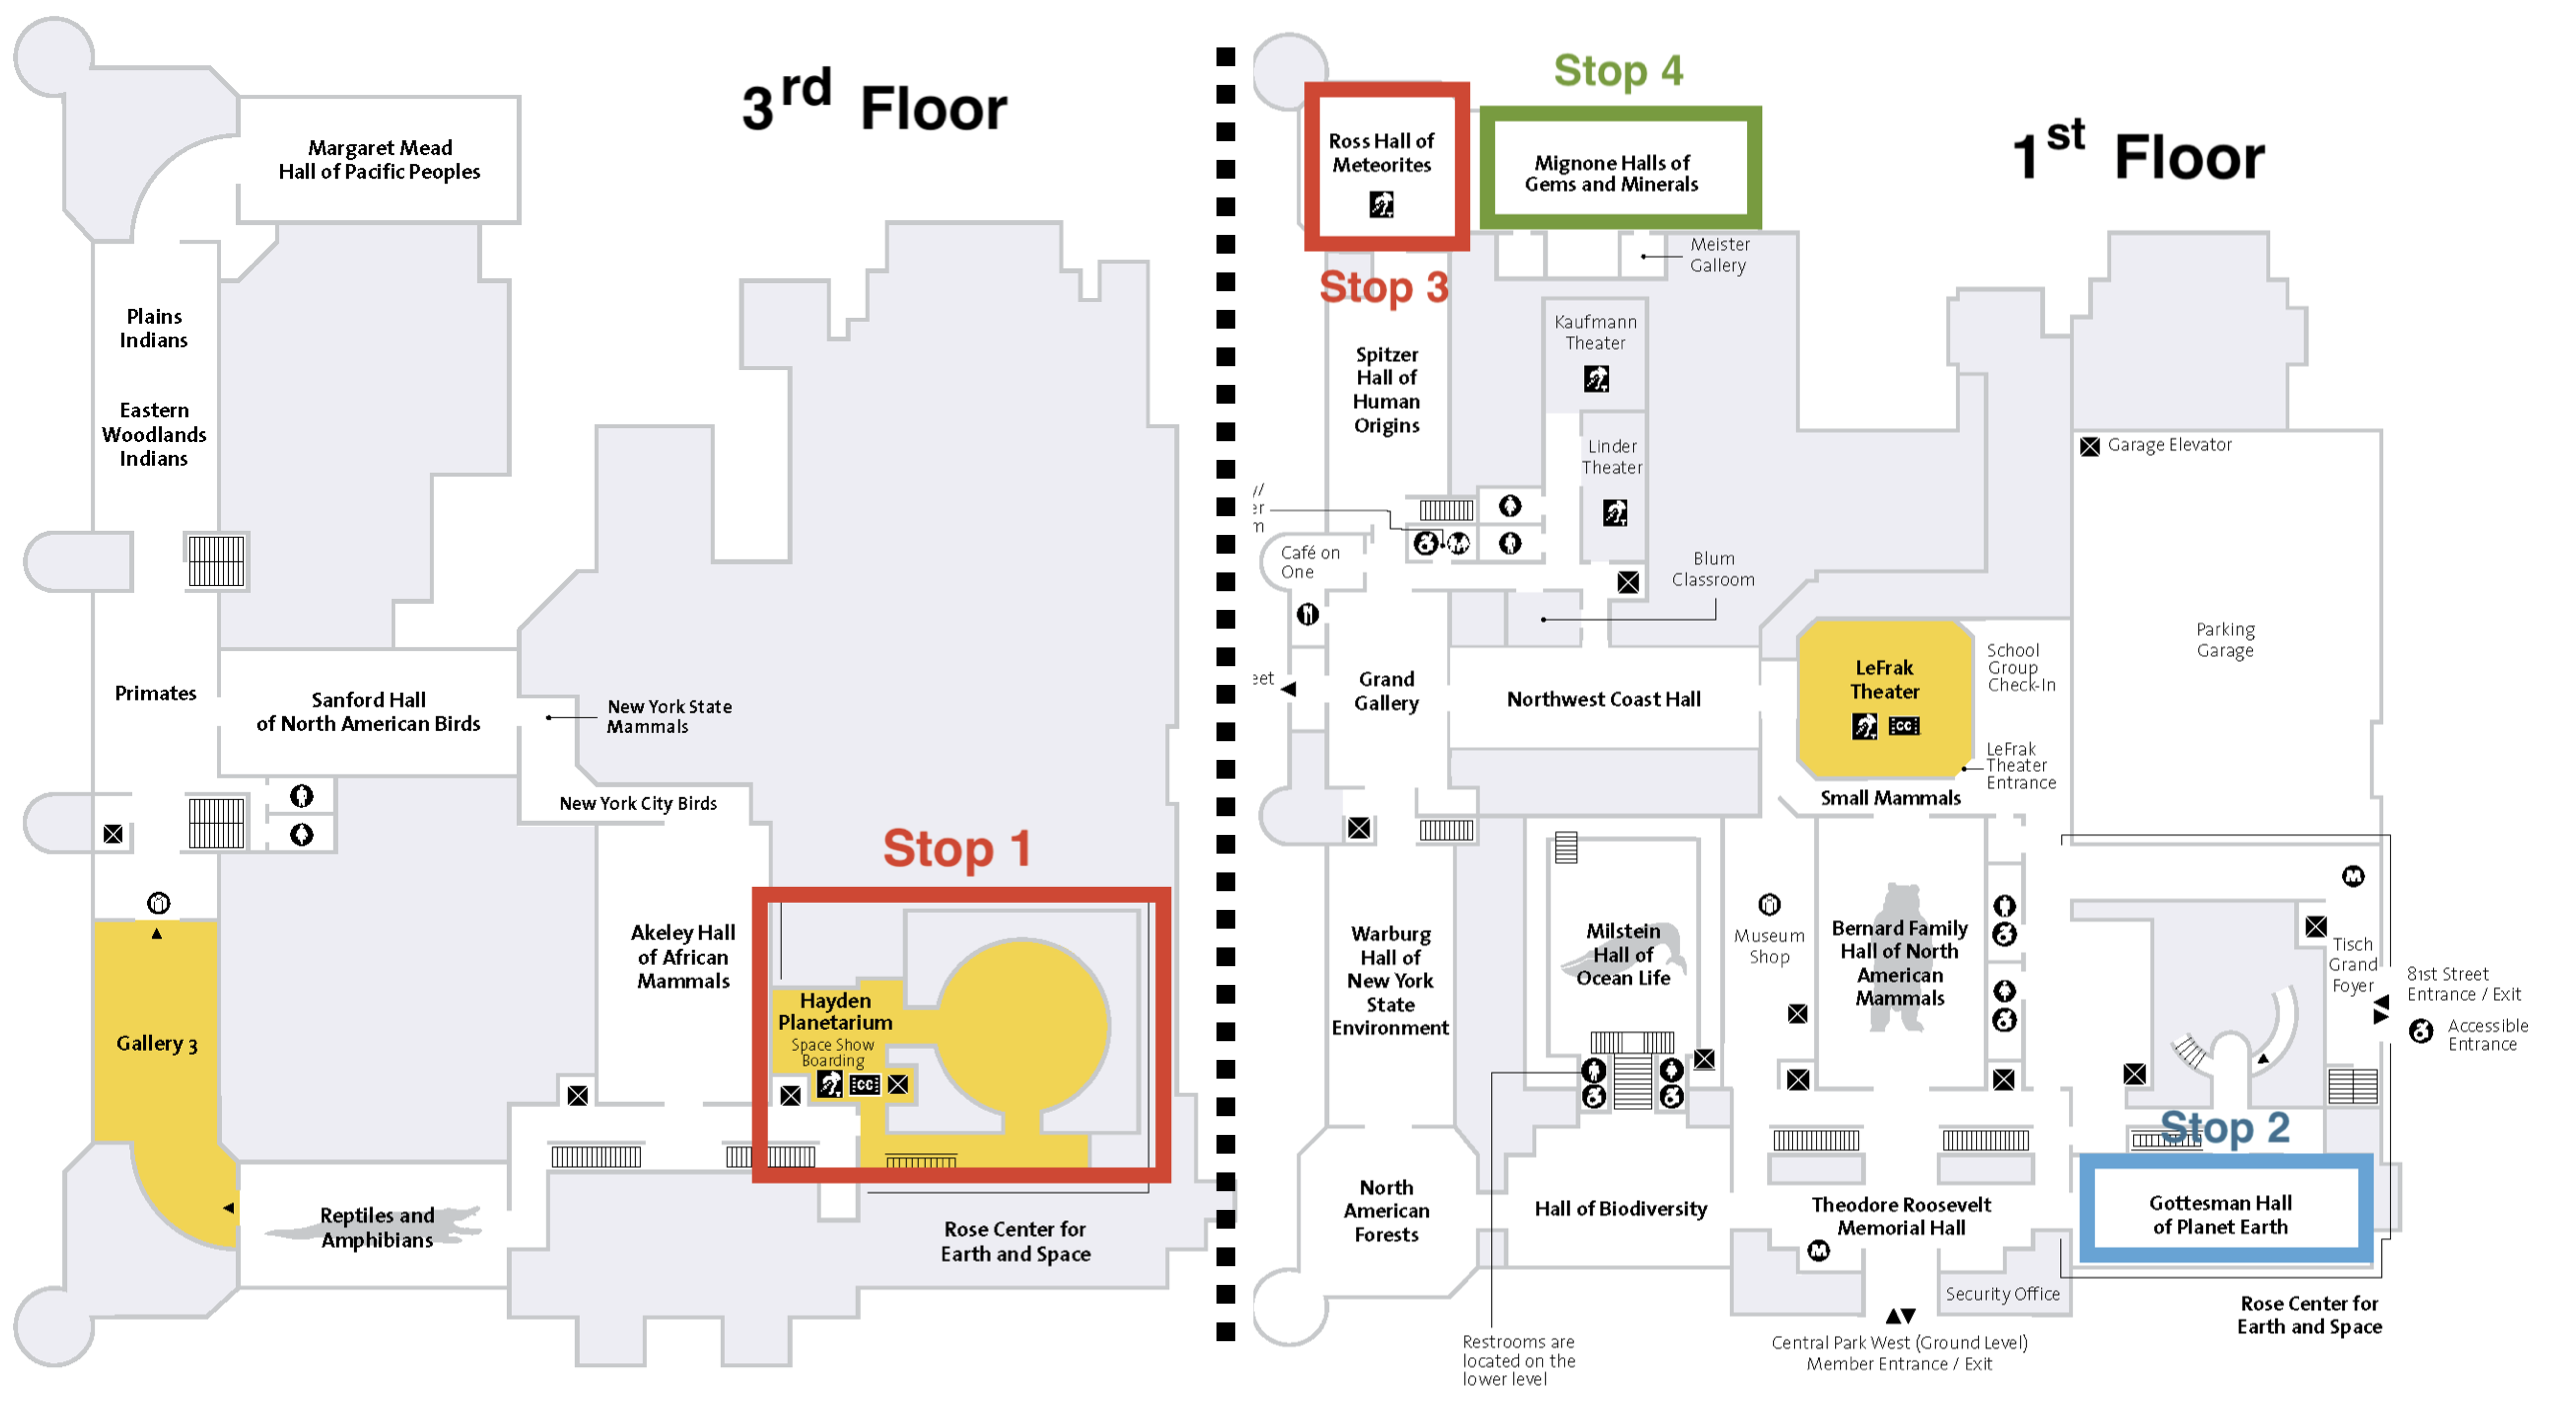 3rd Floor
Margaret Mead
Hall of Pacific Peoples
Plains
Indians
Eastern
Woodlands
Indians
Primates
Sanford Hall
of North American Birds
New York State
Mammals
New York City Birds
Stop 1
Akeley Hall
of African
Mammals
Hayden
Planetarium
Space Show
Boarding
CC
Gallery 3
Reptiles and
Amphibians
Rose Center for
Earth and Space
1st Floor
Stop 4
Ross Hall of
Meteorites
Mignone Halls of
Gems and Minerals
Stop 3
Meister
Gallery
Kaufmann
Theater
Spitzer
Hall of
Human
Origins
Linder
Theater
Garage Elevator
Café on
One
Blum
Classroom
Parking
Garage
School
Group
Check-In
LeFrak
Theater
CC
Grand
Gallery
Northwest Coast Hall
LeFrak
Theater
Entrance
Small Mammals
Warburg
Hall of
New York
State
Environment
Milstein
Hall of
Ocean Life
Museum
Shop
Bernard Family
Hall of North
American
Mammals
M
Tisch
Grand
Foyer
81st Street
Entrance / Exit
Accessible
Entrance
Stop 2
North
American
Forests
Hall of Biodiversity
Theodore Roosevelt
Memorial Hall
M
Gottesman Hall
of Planet Earth
Security Office
Rose Center for
Earth and Space
Restrooms are
located on the
lower level
Central Park West (Ground Level)
Member Entrance / Exit